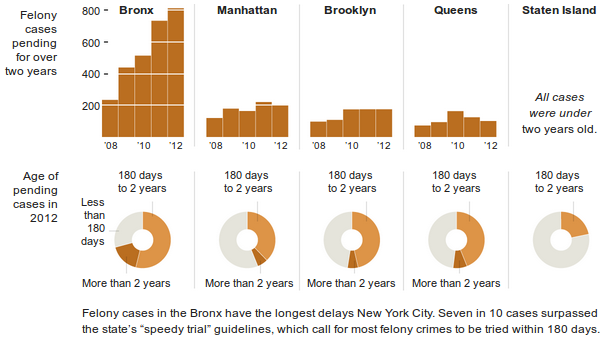 Felony
cases
pending
for over
two years
800
600
400
200
Bronx
Manhattan
Brooklyn
Queens
Staten Island
'08 '10 '12
'08 '10 '12
'08 '10 '12
'08 '10 '12
All cases
were under
two years old.
Age of
pending
cases in
2012
180 days
to 2 years
180 days
to 2 years
180 days
to 2 years
180 days
to 2 years
180 days
to 2 years
Less
than
180
days
More than 2 years
More than 2 years
More than 2 years
More than 2 years
Felony cases in the Bronx have the longest delays New York City. Seven in 10 cases surpassed
the state's “speedy trial” guidelines, which call for most felony crimes to be tried within 180 days.